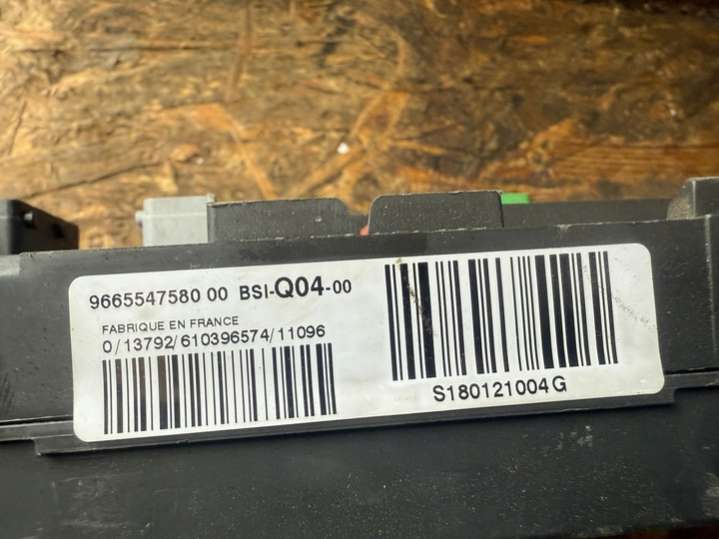 9665547580 00 BSI-Q04-00
FABRIQUE EN FRANCE
0/13792/610396574/11096
S180121004G